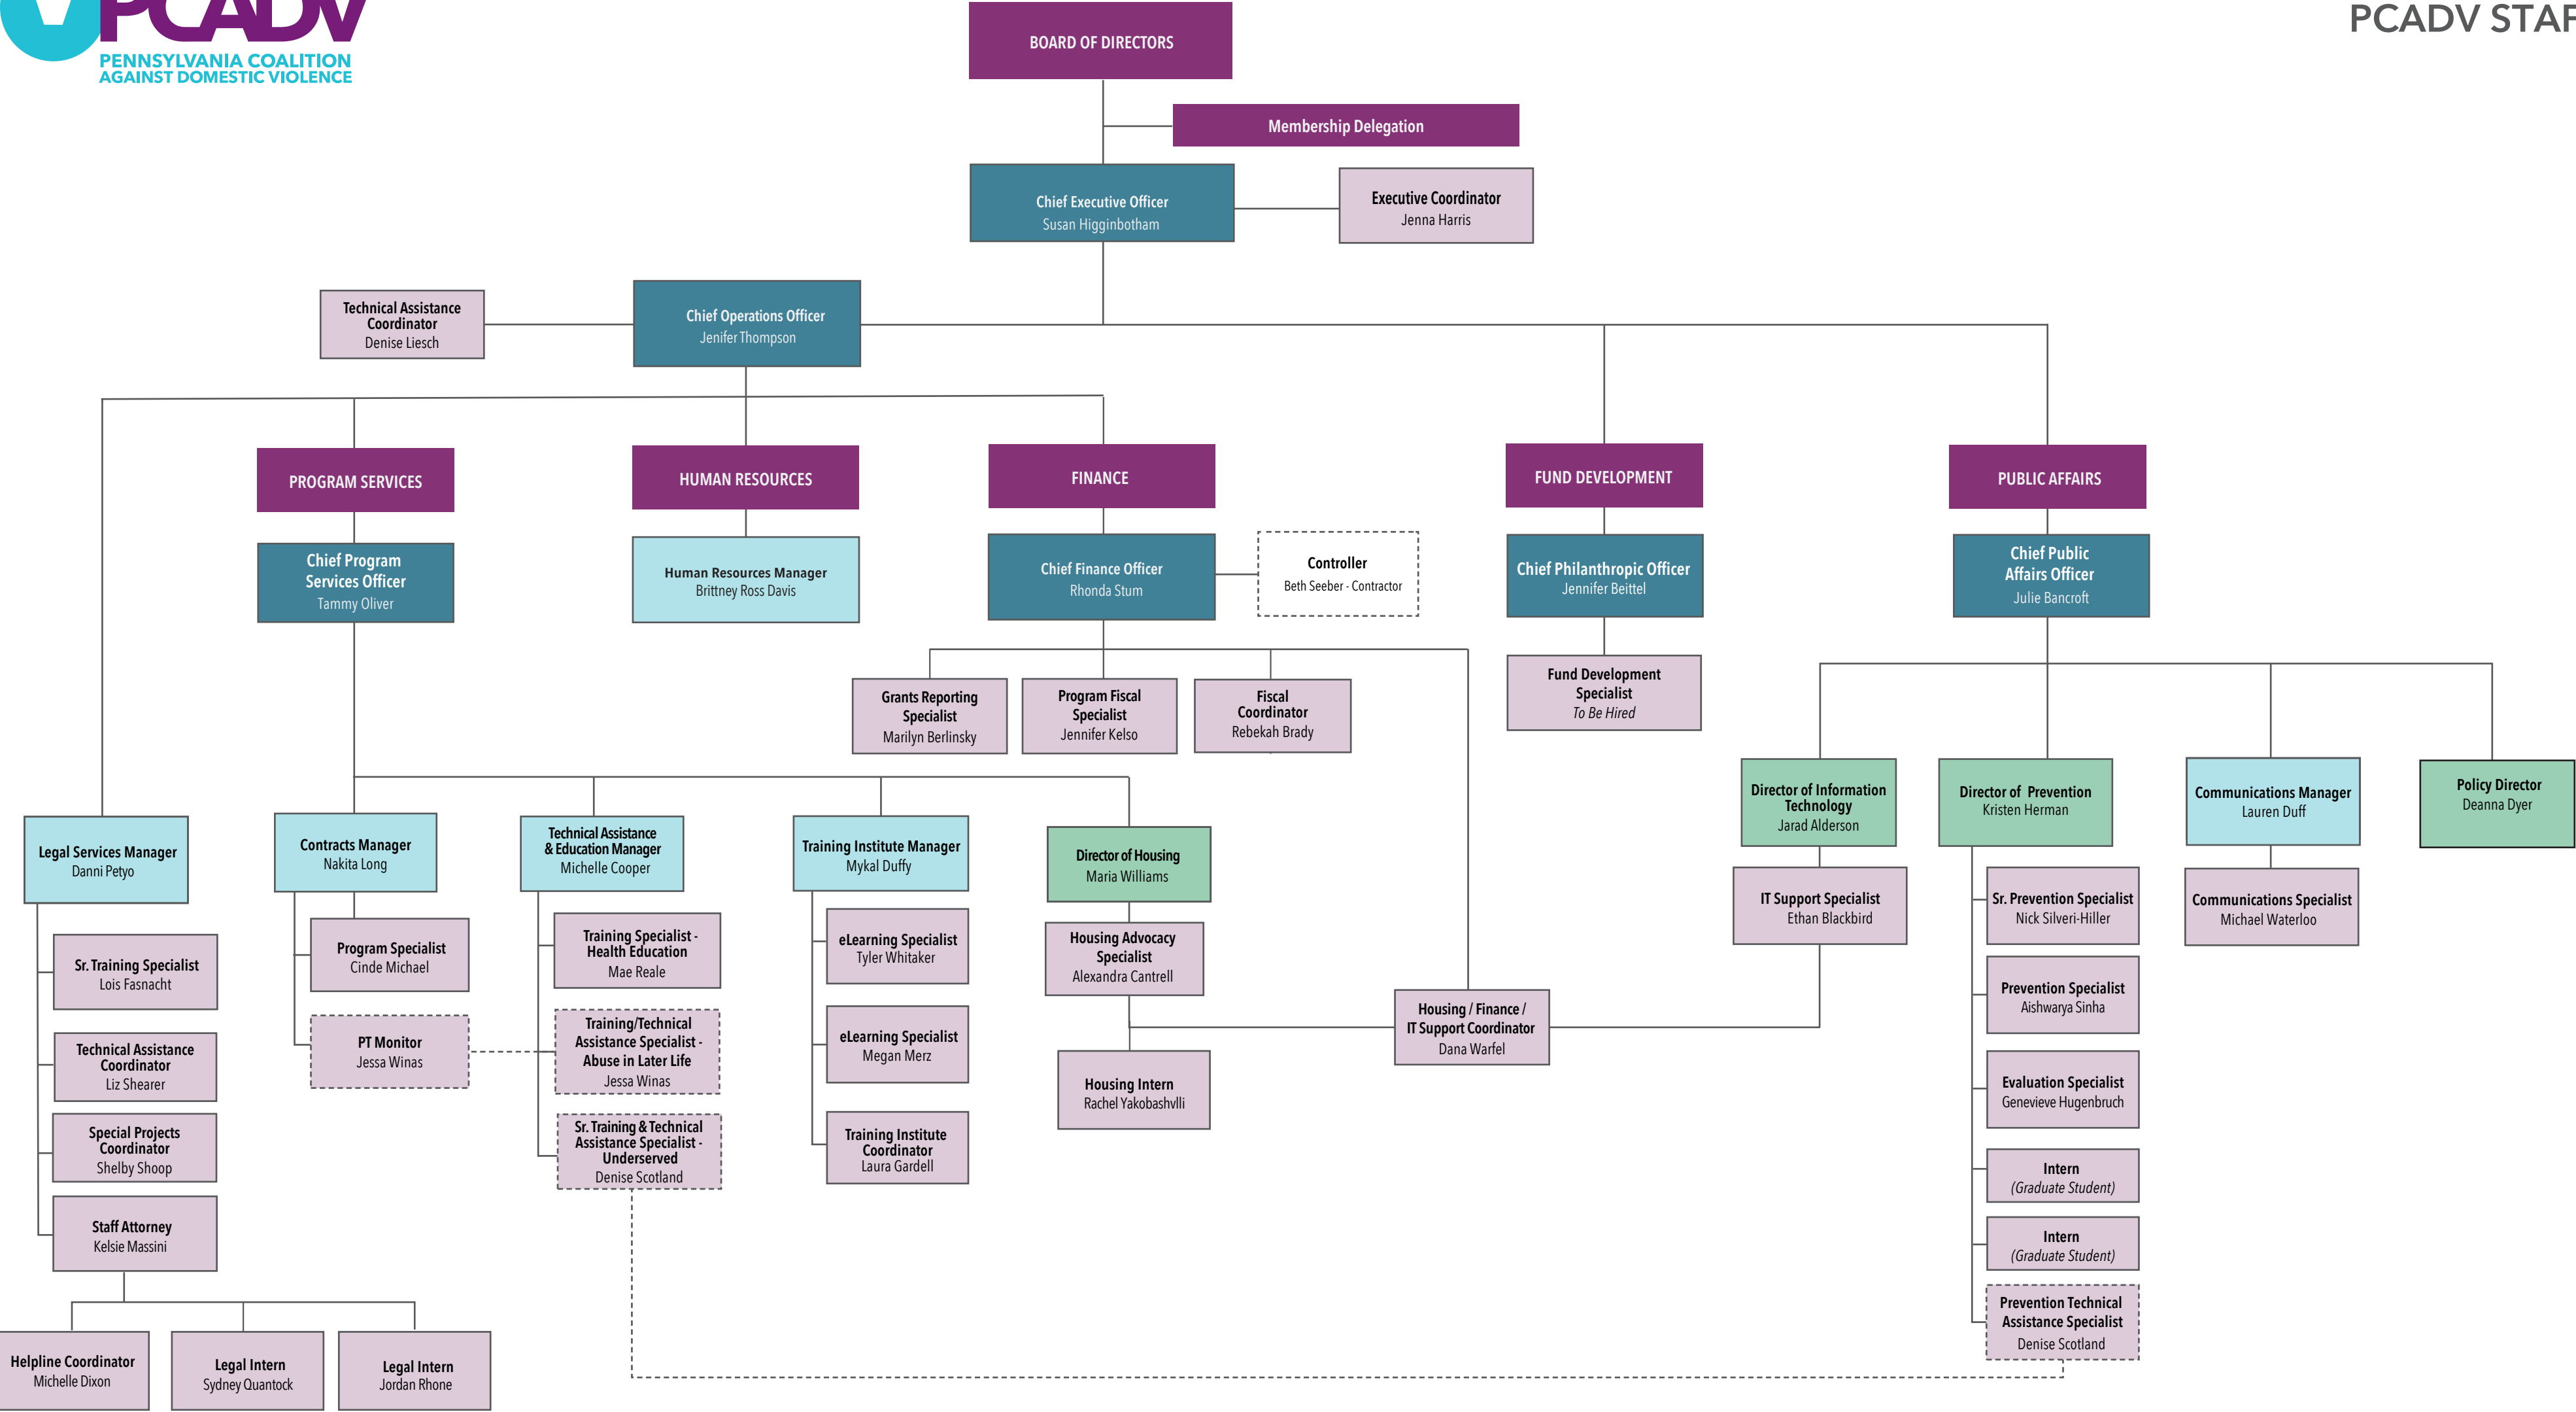 PCADV
PENNSYLVANIA COALITION
AGAINST DOMESTIC VIOLENCE
PCADV STAF
BOARD OF DIRECTORS
Membership Delegation
Chief Executive Officer
Susan Higginbotham
Executive Coordinator
Jenna Harris
Technical Assistance
Coordinator
Denise Liesch
Chief Operations Officer
Jenifer Thompson
PROGRAM SERVICES
HUMAN RESOURCES
FINANCE
FUND DEVELOPMENT
PUBLIC AFFAIRS
Chief Program
Services Officer
Tammy Oliver
Human Resources Manager
Brittney Ross Davis
Chief Finance Officer
Rhonda Stum
Controller
Beth Seeber - Contractor
Chief Philanthropic Officer
Jennifer Beittel
Chief Public
Affairs Officer
Julie Bancroft
Grants Reporting
Specialist
Marilyn Berlinsky
Program Fiscal
Specialist
Jennifer Kelso
Fiscal
Coordinator
Rebekah Brady
Fund Development
Specialist
To Be Hired
Legal Services Manager
Danni Petyo
Contracts Manager
Nakita Long
Technical Assistance
& Education Manager
Michelle Cooper
Training Institute Manager
Mykal Duffy
Director of Housing
Maria Williams
Director of Information
Technology
Jarad Alderson
Director of Prevention
Kristen Herman
Communications Manager
Lauren Duff
Policy Director
Deanna Dyer
Sr. Training Specialist
Lois Fasnacht
Technical Assistance
Coordinator
Liz Shearer
Special Projects
Coordinator
Shelby Shoop
Staff Attorney
Kelsie Massini
Helpline Coordinator
Michelle Dixon
Legal Intern
Sydney Quantock
Legal Intern
Jordan Rhone
Program Specialist
Cinde Michael
PT Monitor
Jessa Winas
Training Specialist -
Health Education
Mae Reale
Training/Technical
Assistance Specialist -
Abuse in Later Life
Jessa Winas
Sr. Training & Technical
Assistance Specialist -
Underserved
Denise Scotland
eLearning Specialist
Tyler Whitaker
eLearning Specialist
Megan Merz
Training Institute
Coordinator
Laura Gardell
Housing Advocacy
Specialist
Alexandra Cantrell
Housing Intern
Rachel Yakobashvlli
Housing / Finance /
IT Support Coordinator
Dana Warfel
IT Support Specialist
Ethan Blackbird
Sr. Prevention Specialist
Nick Silveri-Hiller
Prevention Specialist
Aishwarya Sinha
Evaluation Specialist
Genevieve Hugenbruch
Intern
(Graduate Student)
Intern
(Graduate Student)
Prevention Technical
Assistance Specialist
Denise Scotland
Communications Specialist
Michael Waterloo